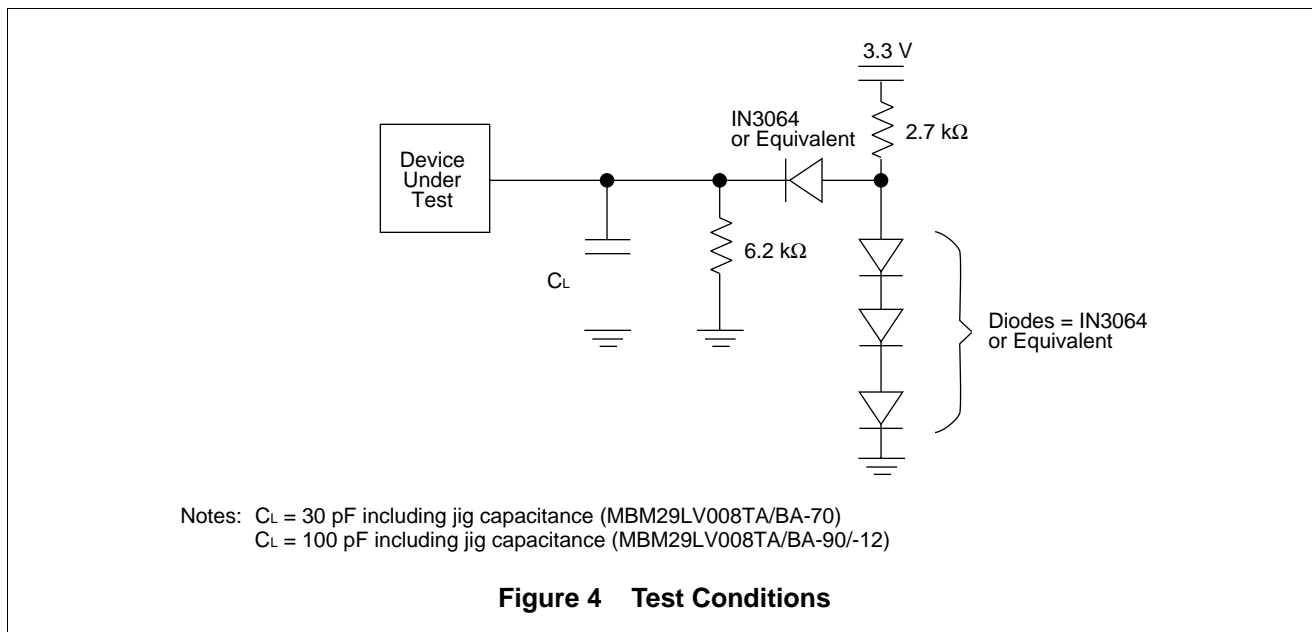 3.3 V
2.7 kΩ
IN3064
or Equivalent
Device
Under
Test
6.2 kΩ
CL
Diodes = IN3064
or Equivalent
Notes: CL = 30 pF including jig capacitance (MBM29LV008TA/BA-70)
CL = 100 pF including jig capacitance (MBM29LV008TA/BA-90/-12)
Figure 4 Test Conditions